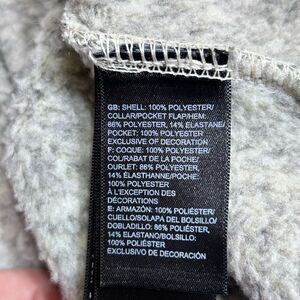 GB: SHELL: 100% POLYESTER/
COLLAR/POCKET FLAP/HEM:
86% POLYESTER, 14% ELASTANE/
POCKET: 100% POLYESTER
EXCLUSIVE OF DECORATION
F: COQUE: 100% POLYESTER/
COL/RABAT DE LA POCHE/
OURLET: 86% POLYESTER,
14% ÉLASTHANNE/POCHE:
100% POLYESTER
À L'EXCEPTION DES
DÉCORATIONS
E: ARMAZÓN: 100% POLIÉSTER/
CUELLO/SOLAPA DEL BOLSILLO/
DOBLADILLO: 86% POLIÉSTER,
14% ELASTANO/BOLSILLO:
100% POLIÉSTER
EXCLUSIVO DE DECORACIÓN